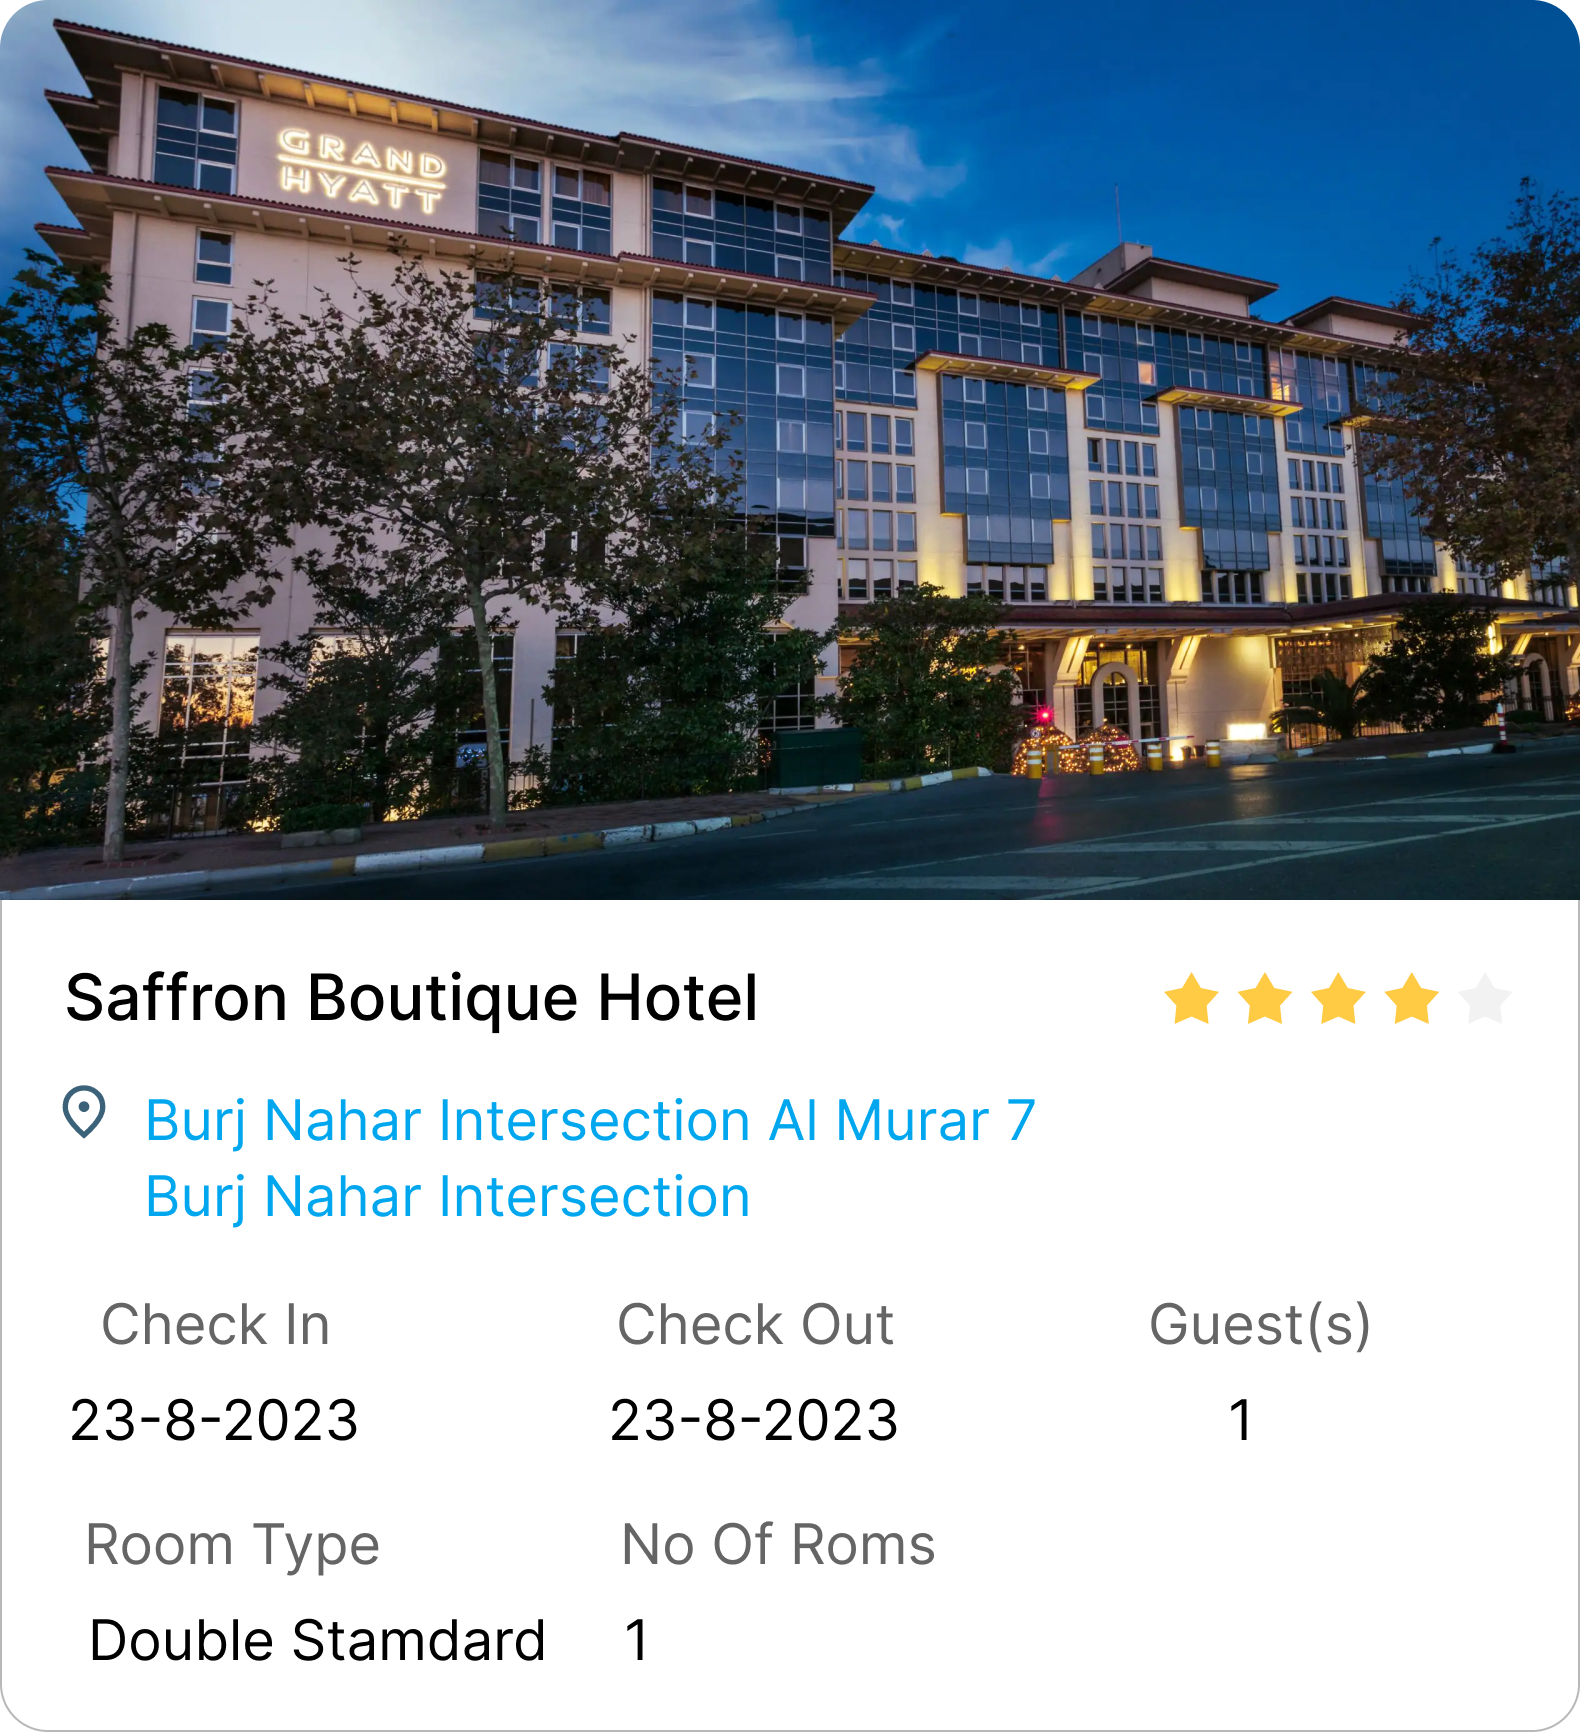 GRAND
HYATT
Saffron Boutique Hotel
Burj Nahar Intersection Al Murar 7
Burj Nahar Intersection
Check In
Check Out
Guest(s)
23-8-2023
23-8-2023
1
Room Type
No Of Roms
Double Stamdard
1